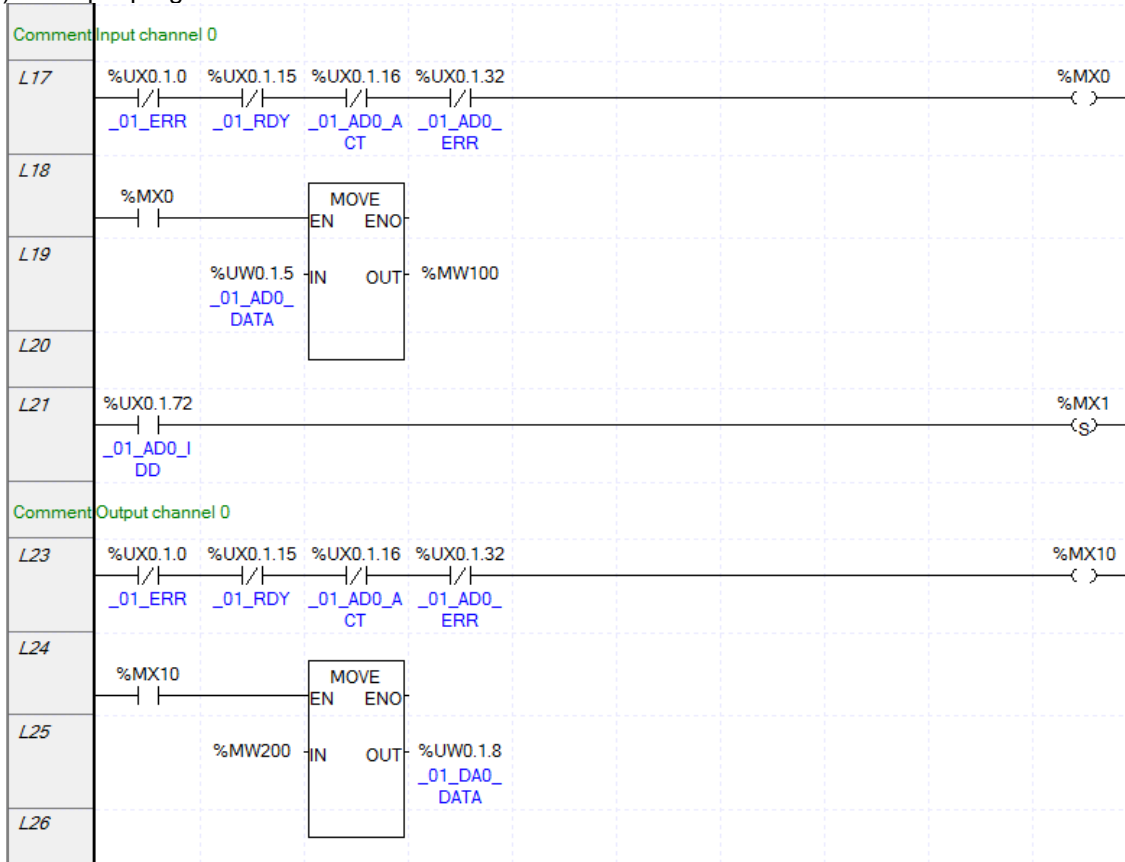 Comment Input channel 0
L17 %UX0.1.0 %UX0.1.15 %UX0.1.16 %UX0.1.32 %MX0
_01_ERR _01_RDY _01_AD0_A _01_AD0_
CT ERR
L18
%MX0 MOVE
EN ENO
L19
%UW0.1.5 IN OUT %MW100
_01_AD0_
DATA
L20
L21 %UX0.1.72 %MX1
S
_01_AD0_I
DD
Comment Output channel 0
L23 %UX0.1.0 %UX0.1.15 %UX0.1.16 %UX0.1.32 %MX10
_01_ERR _01_RDY _01_AD0_A _01_AD0_
CT ERR
L24
%MX10 MOVE
EN ENO
L25
%MW200 IN OUT %UW0.1.8
_01_DA0_
DATA
L26